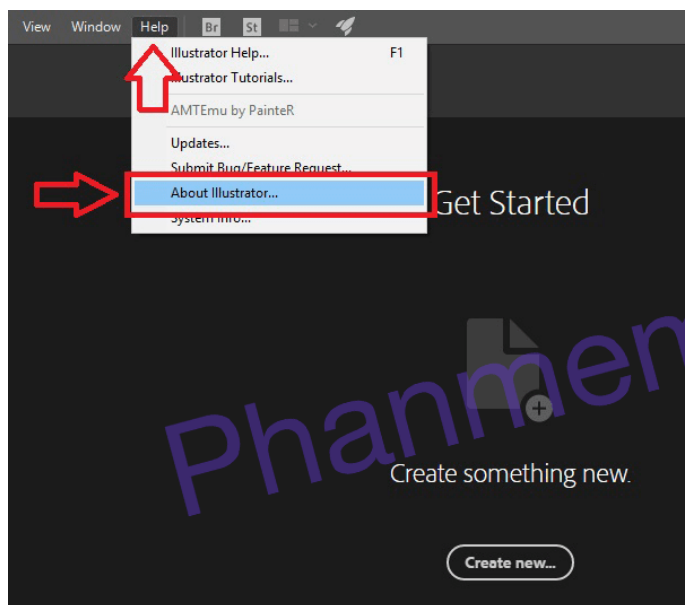 View Window Help Br St
Illustrator Help... F1
Illustrator Tutorials...
AMTEmu by PainteR
Updates...
Submit Bug/Feature Request...
About Illustrator...
System Info...
Get Started
Phanmem
Create something new.
Create new...